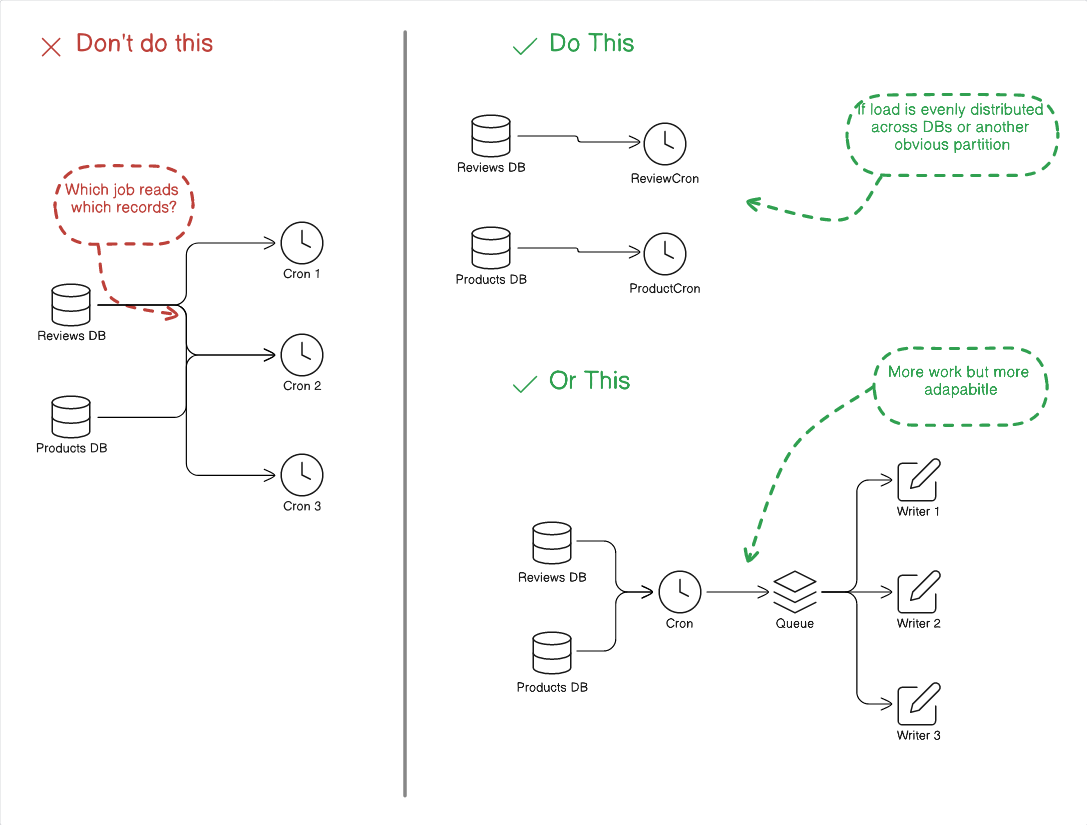 Don't do this
Which job reads
which records?
Cron 1
Reviews DB
Cron 2
Products DB
Cron 3
Do This
If load is evenly distributed
across DBs or another
obvious partition
Reviews DB
ReviewCron
Products DB
ProductCron
Or This
More work but more
adapabitle
Writer 1
Reviews DB
Cron
Queue
Writer 2
Products DB
Writer 3